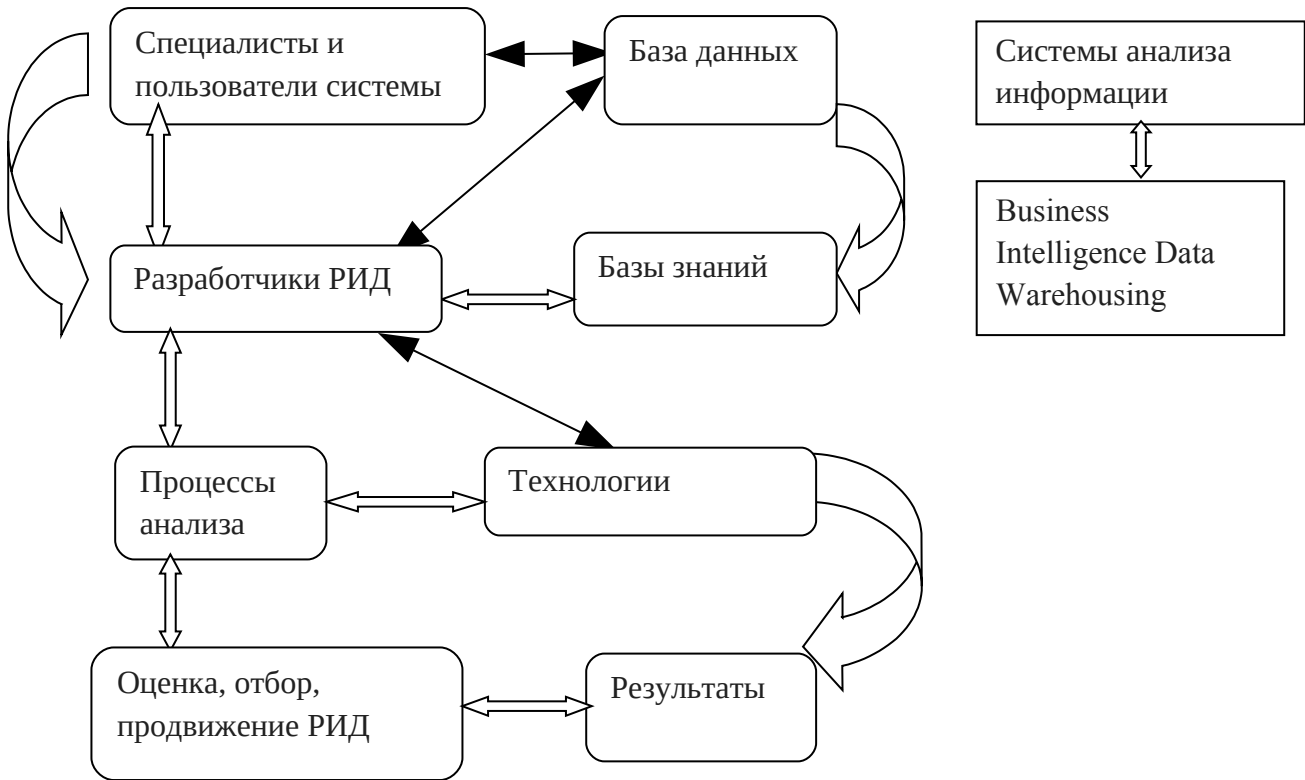 Специалисты и
пользователи системы
База данных
Системы анализа
информации
Business
Intelligence Data
Warehousing
Разработчики РИД
Базы знаний
Процессы
анализа
Технологии
Оценка, отбор,
продвижение РИД
Результаты